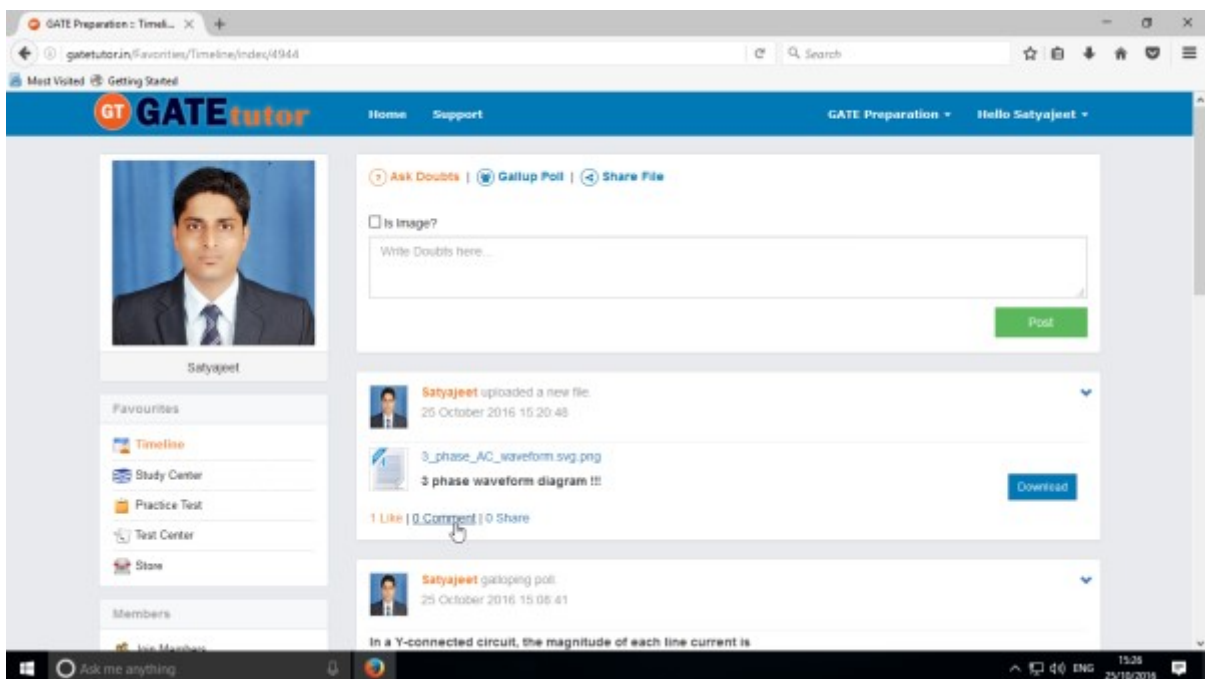 GATE Preparation :: Timeli...
gatetutor.in/Favorities/Timeline/Index/4944
Search
Most Visited Getting Started
GT GATEtutor Home Support GATE Preparation Hello Satyajeet
Ask Doubts | Gallup Poll | Share File
Is Image?
Write Doubts here...
Post
Satyajeet
Favourites
Timeline
Study Center
Practice Test
Test Center
Store
Members
Join Members
Satyajeet uploaded a new file.
25 October 2016 15:20:48
3_phase_AC_waveform.svg.png
3 phase waveform diagram !!!
Download
1 Like | 0 Comment | 0 Share
Satyajeet galloping poll.
25 October 2016 15:08:41
In a Y-connected circuit, the magnitude of each line current is
Ask me anything
ENG
15:26
25/10/2016